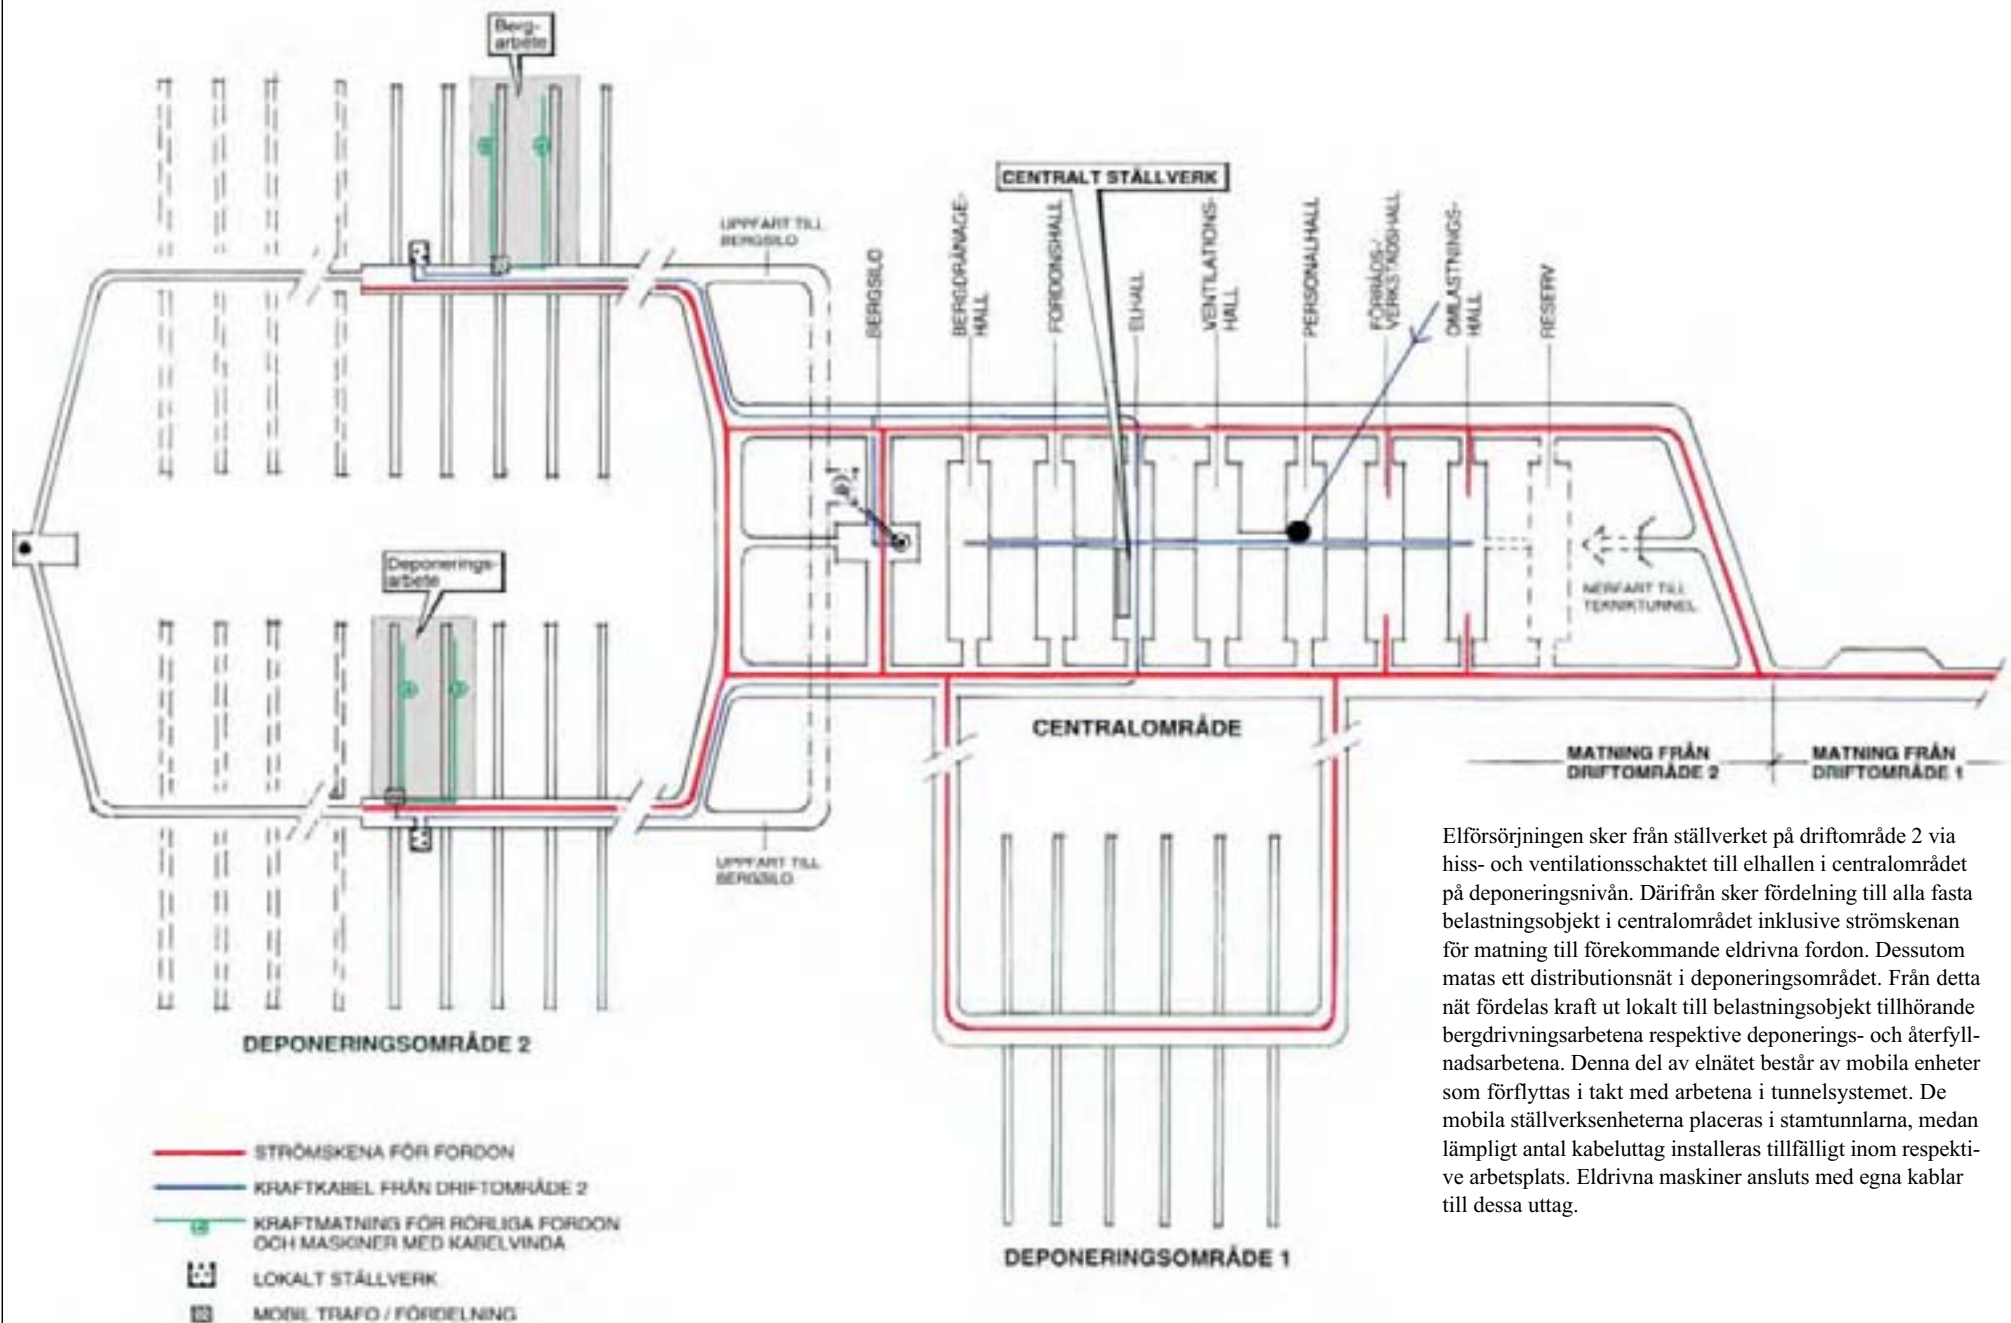 Berg-
arbete
CENTRALT STÄLLVERK
UPPFART TILL
BERGSILO
BERGSILO
BERGDRÄNAGE-
HALL
FORDONSHALL
ELHALL
VENTILATIONS-
HALL
PERSONALHALL
FÖRRÅDS-/
VERKSTADSHALL
OMLASTNINGS-
HALL
RESERV
Deponerings-
arbete
NERFART TILL
TEKNIKTUNNEL
CENTRALOMRÅDE
MATNING FRÅN
DRIFTOMRÅDE 2
MATNING FRÅN
DRIFTOMRÅDE 1
UPPFART TILL
BERGSILO
DEPONERINGSOMRÅDE 2
DEPONERINGSOMRÅDE 1
STRÖMSKENA FÖR FORDON
KRAFTKABEL FRÅN DRIFTOMRÅDE 2
KRAFTMATNING FÖR RÖRLIGA FORDON
OCH MASKINER MED KABELVINDA
LOKALT STÄLLVERK
MOBIL TRAFO / FÖRDELNING
Elförsörjningen sker från ställverket på driftområde 2 via
hiss- och ventilationsschaktet till elhallen i centralområdet
på deponeringsnivån. Därifrån sker fördelning till alla fasta
belastningsobjekt i centralområdet inklusive strömskenan
för matning till förekommande eldrivna fordon. Dessutom
matas ett distributionsnät i deponeringsområdet. Från detta
nät fördelas kraft ut lokalt till belastningsobjekt tillhörande
bergdrivningsarbetena respektive deponerings- och återfyll-
nadsarbetena. Denna del av elnätet består av mobila enheter
som förflyttas i takt med arbetena i tunnelsystemet. De
mobila ställverksenheterna placeras i stamtunnlarna, medan
lämpligt antal kabeluttag installeras tillfälligt inom respekti-
ve arbetsplats. Eldrivna maskiner ansluts med egna kablar
till dessa uttag.